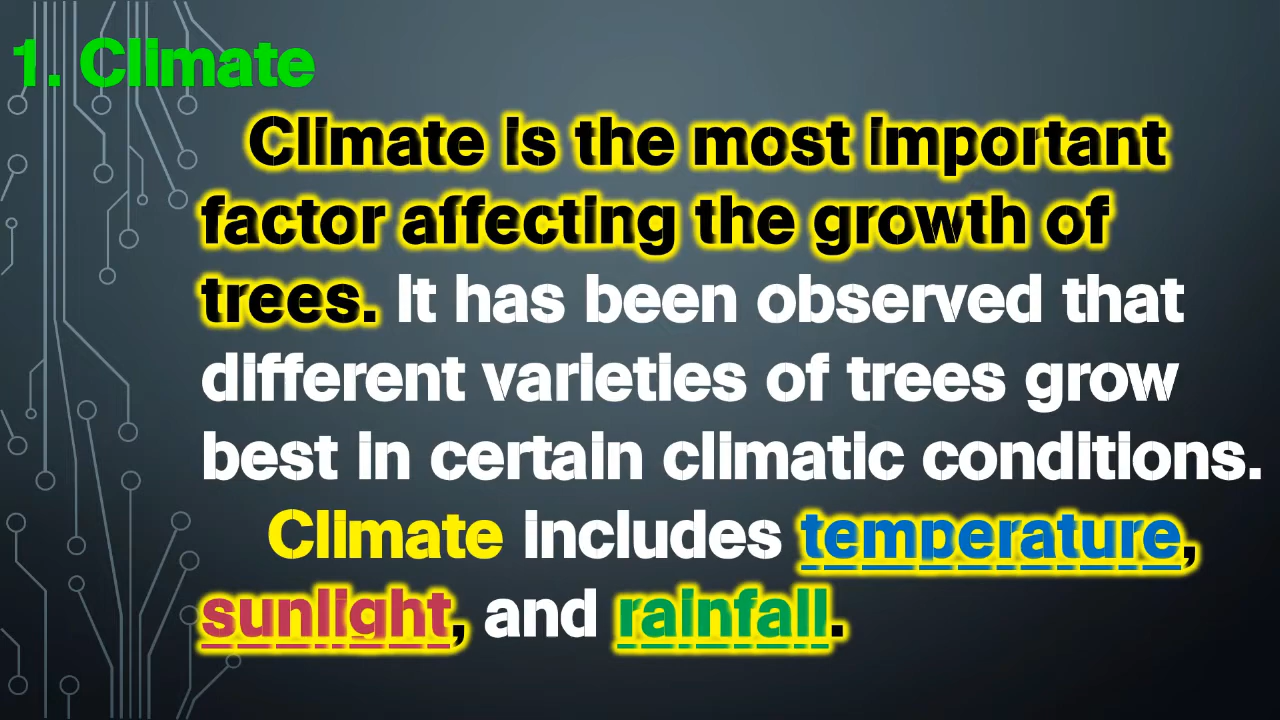 1. Climate
Climate is the most important
factor affecting the growth of
trees. It has been observed that
different varieties of trees grow
best in certain climatic conditions.
Climate includes temperature,
sunlight, and rainfall.